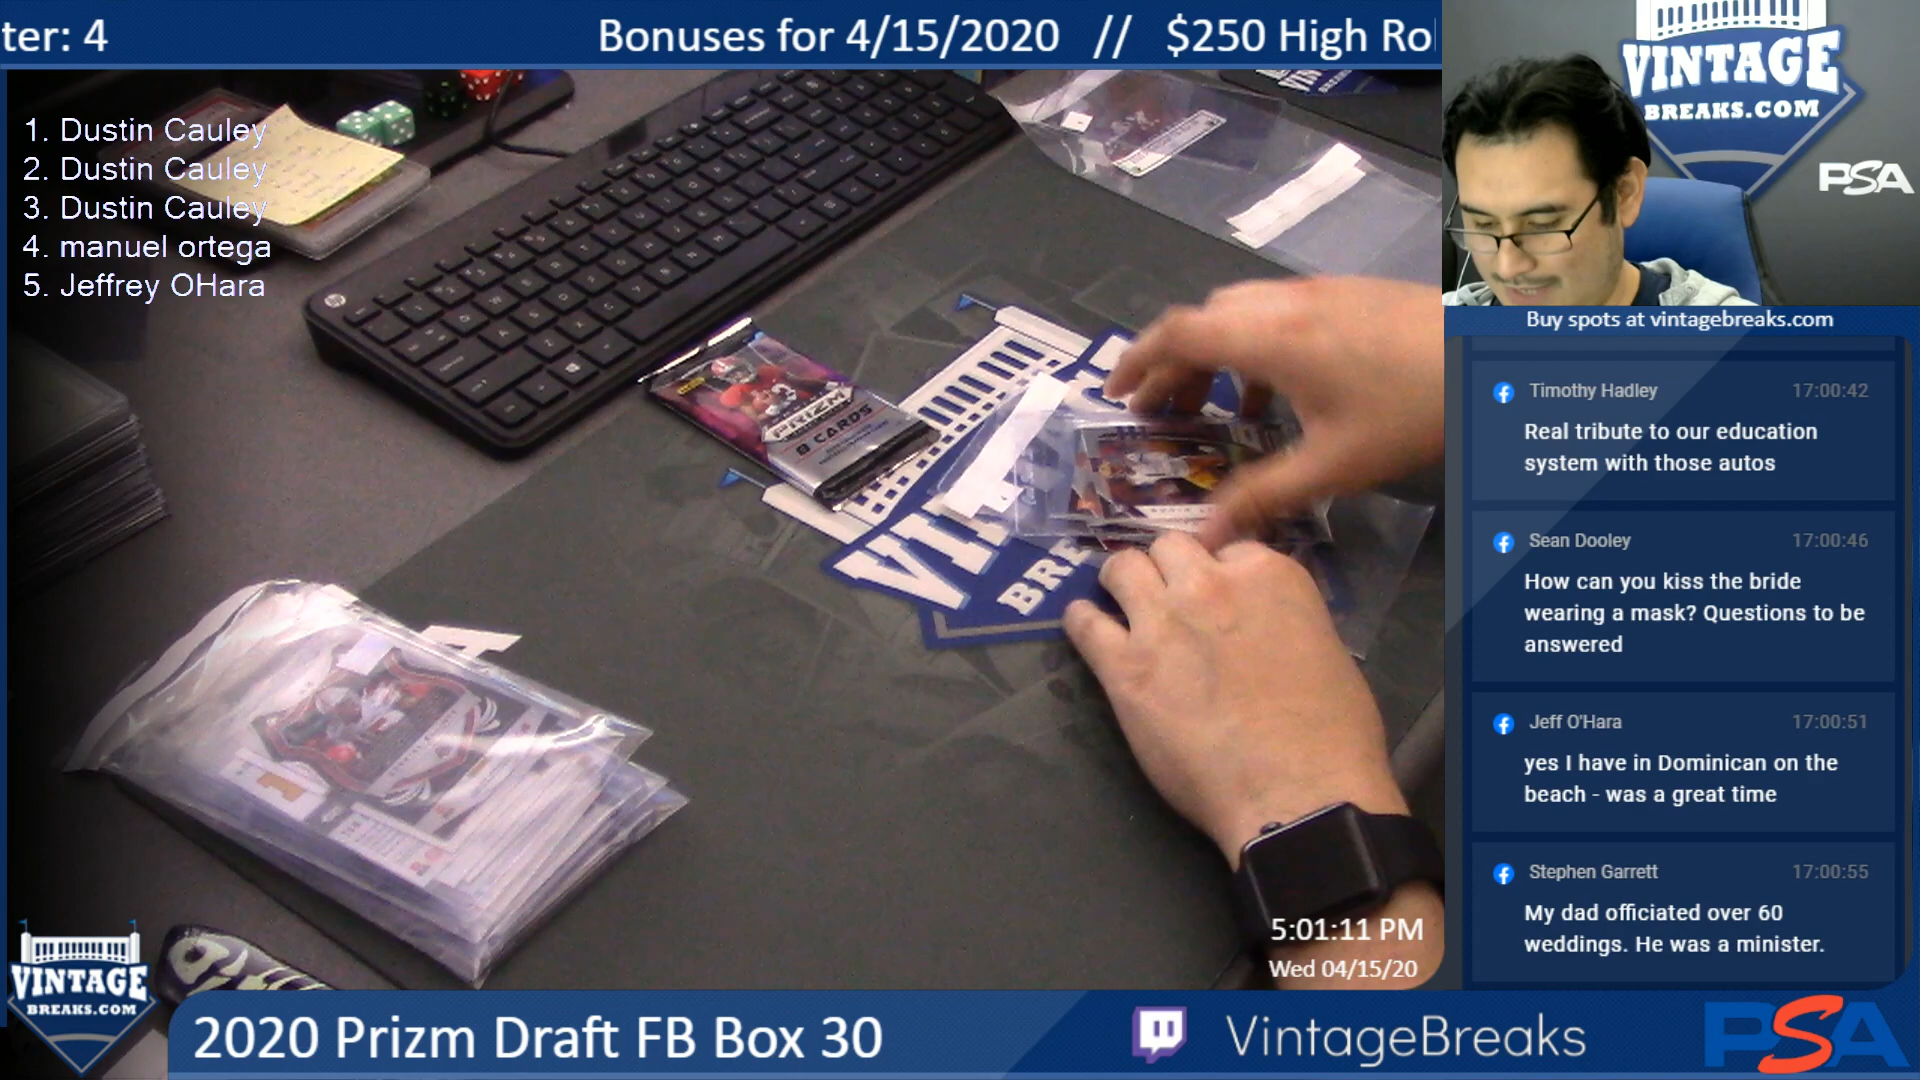 ter: 4
Bonuses for 4/15/2020 // $250 High Ro
1. Dustin Cauley
2. Dustin Cauley
3. Dustin Cauley
4. manuel ortega
5. Jeffrey OHara
VINTAGE
BREAKS.COM
PSA
Buy spots at vintagebreaks.com
Timothy Hadley 17:00:42
Real tribute to our education
system with those autos
Sean Dooley 17:00:46
How can you kiss the bride
wearing a mask? Questions to be
answered
Jeff O'Hara 17:00:51
yes I have in Dominican on the
beach - was a great time
Stephen Garrett 17:00:55
My dad officiated over 60
weddings. He was a minister.
PRIZM
8 CARDS
VIN
BRE
5:01:11 PM
Wed 04/15/20
VINTAGE
BREAKS.COM
2020 Prizm Draft FB Box 30
VintageBreaks
PSA